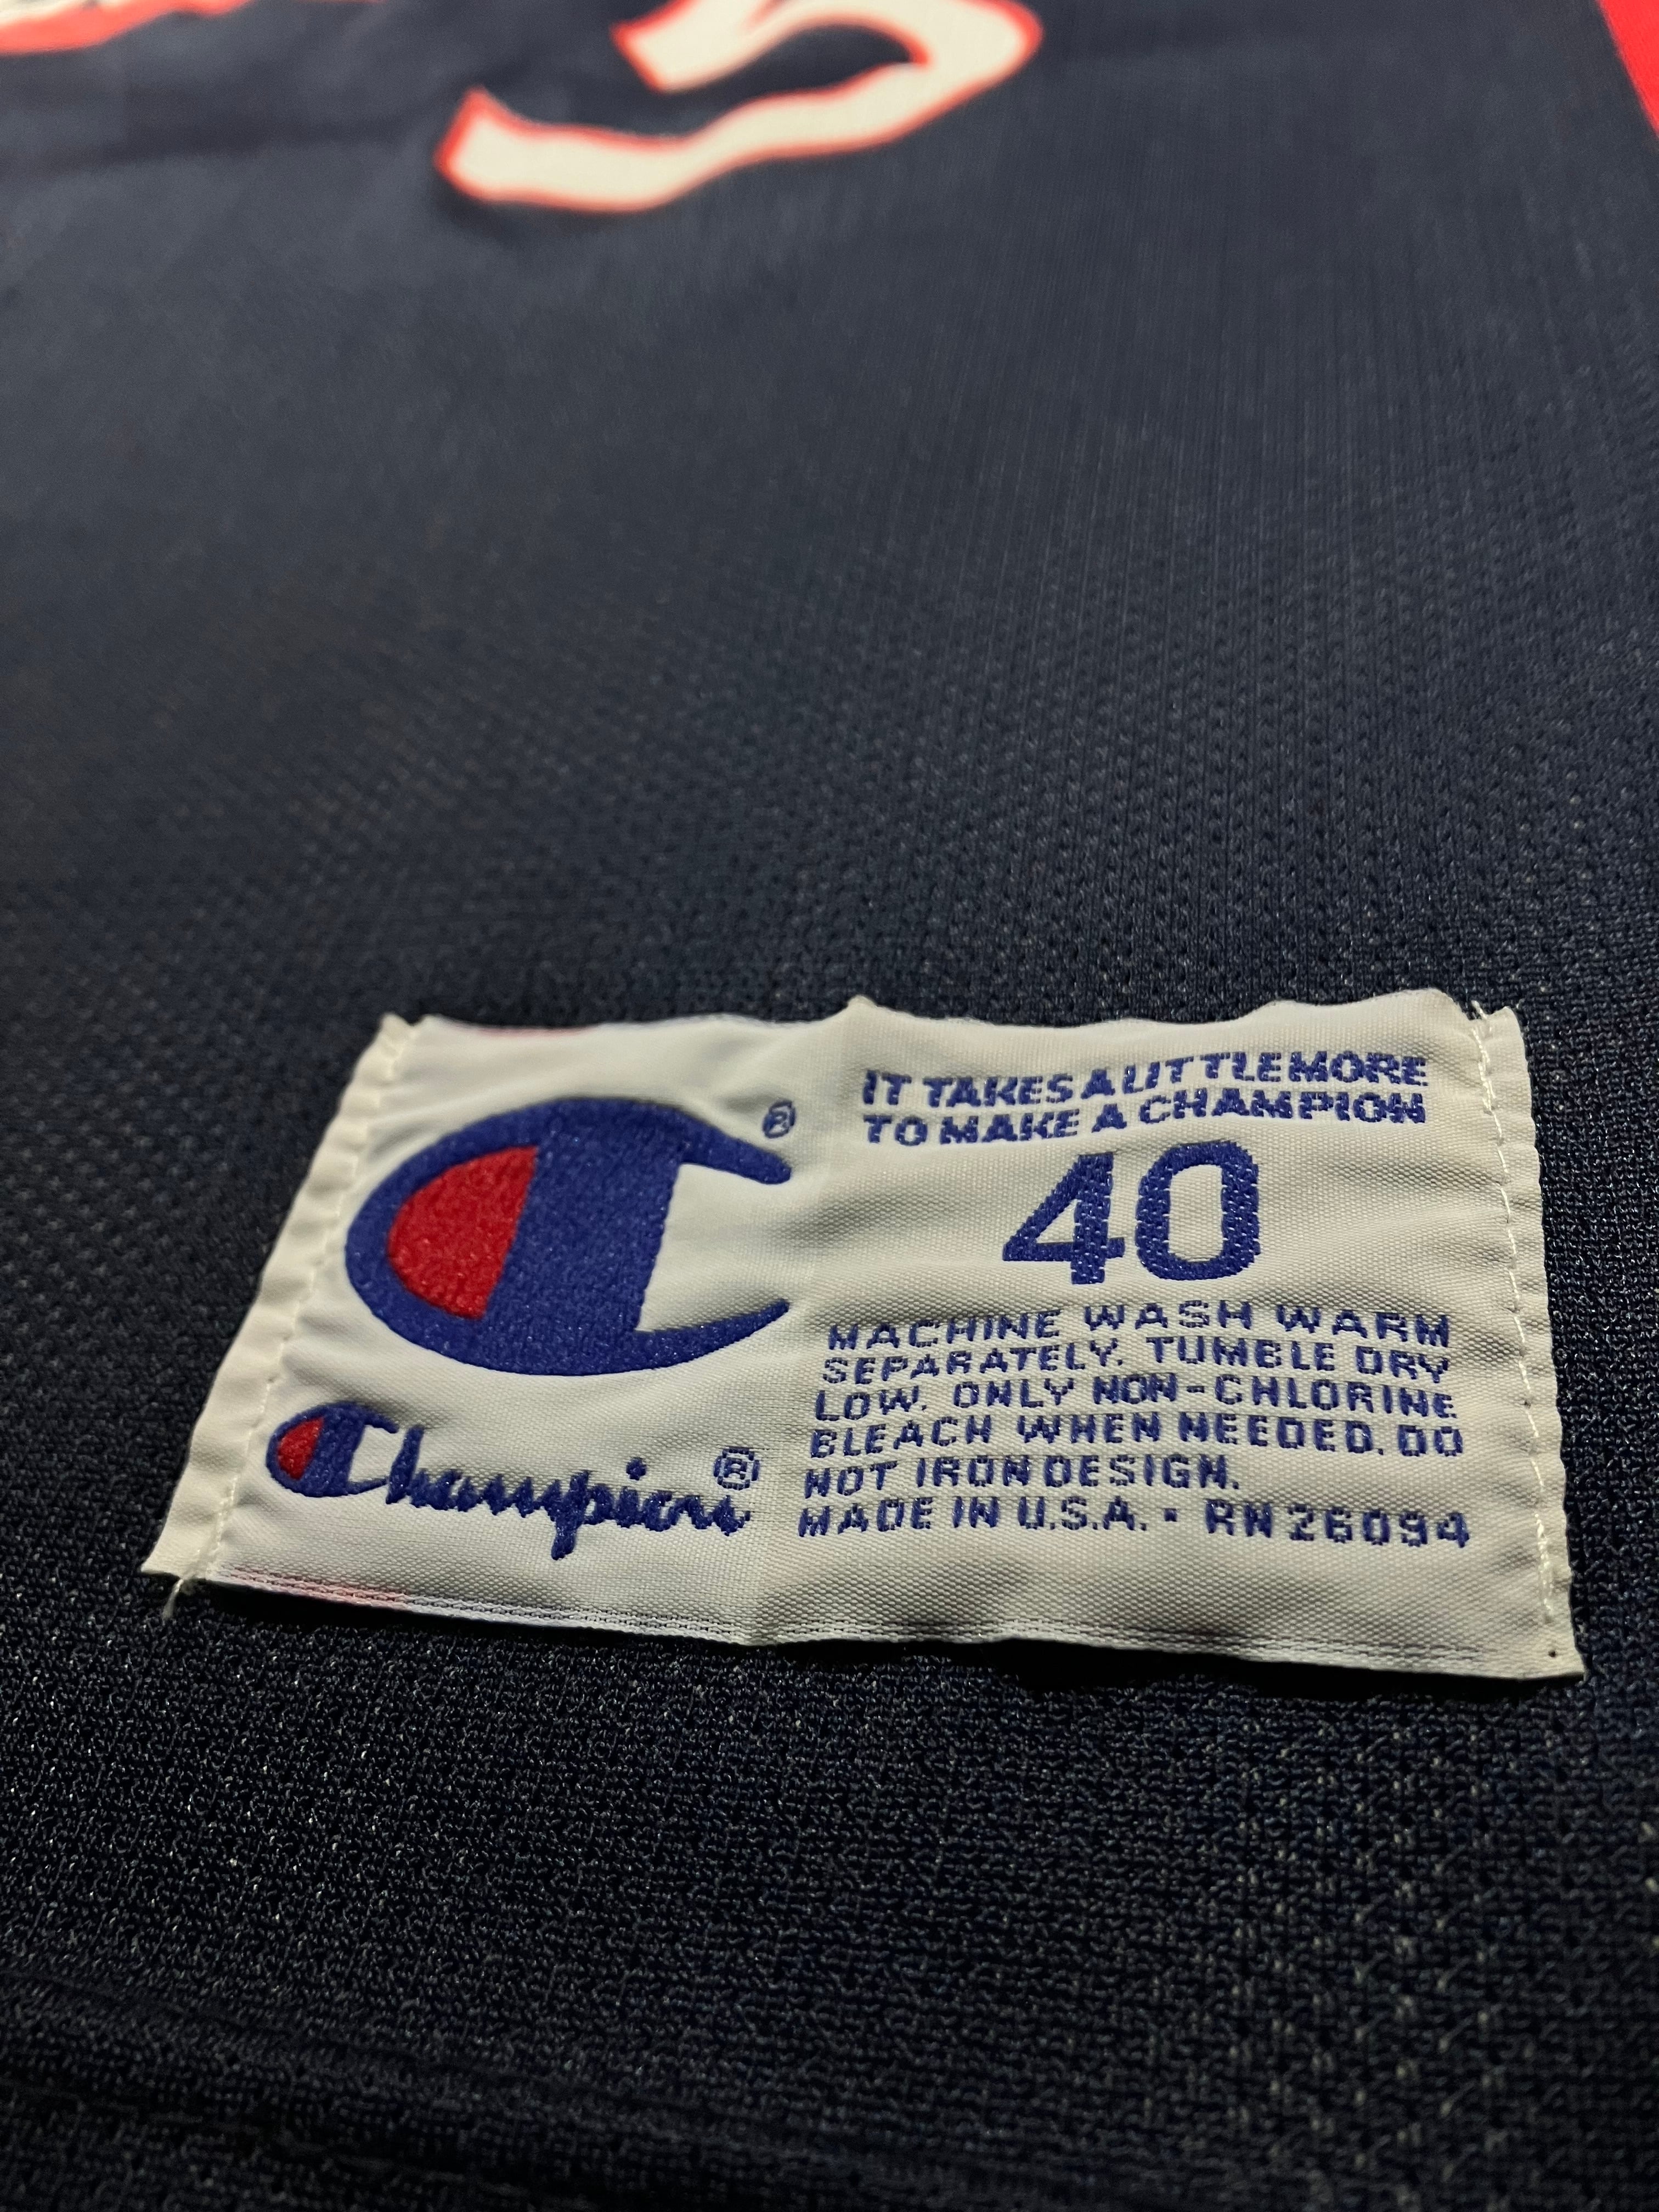 5
®
IT TAKES A LITTLE MORE
TO MAKE A CHAMPION
40
MACHINE WASH WARM
SEPARATELY. TUMBLE DRY
LOW. ONLY NON-CHLORINE
BLEACH WHEN NEEDED. DO
NOT IRON DESIGN.
MADE IN U.S.A. • RN 26094
Champion®